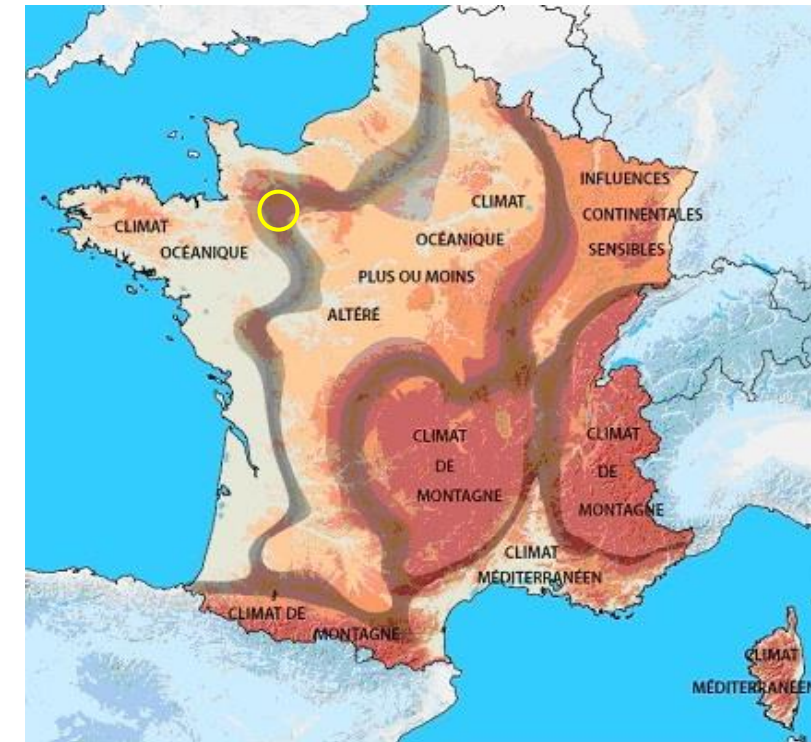 INFLUENCES
CONTINENTALES
SENSIBLES
CLIMAT
OCÉANIQUE
CLIMAT
OCÉANIQUE
PLUS OU MOINS
ALTÉRÉ
CLIMAT
DE
MONTAGNE
CLIMAT
DE
MONTAGNE
CLIMAT
MÉDITERRANÉEN
CLIMAT DE
MONTAGNE
CLIMAT
MÉDITERRANÉEN